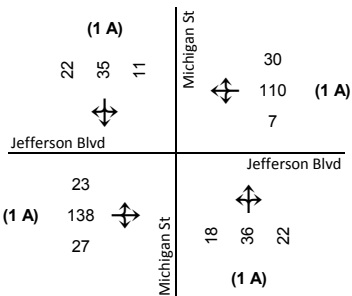 (1 A)
22 35 11
Jefferson Blvd
Michigan St
30
110 (1 A)
7
23
(1 A) 138
27
Michigan St
Jefferson Blvd
18 36 22
(1 A)